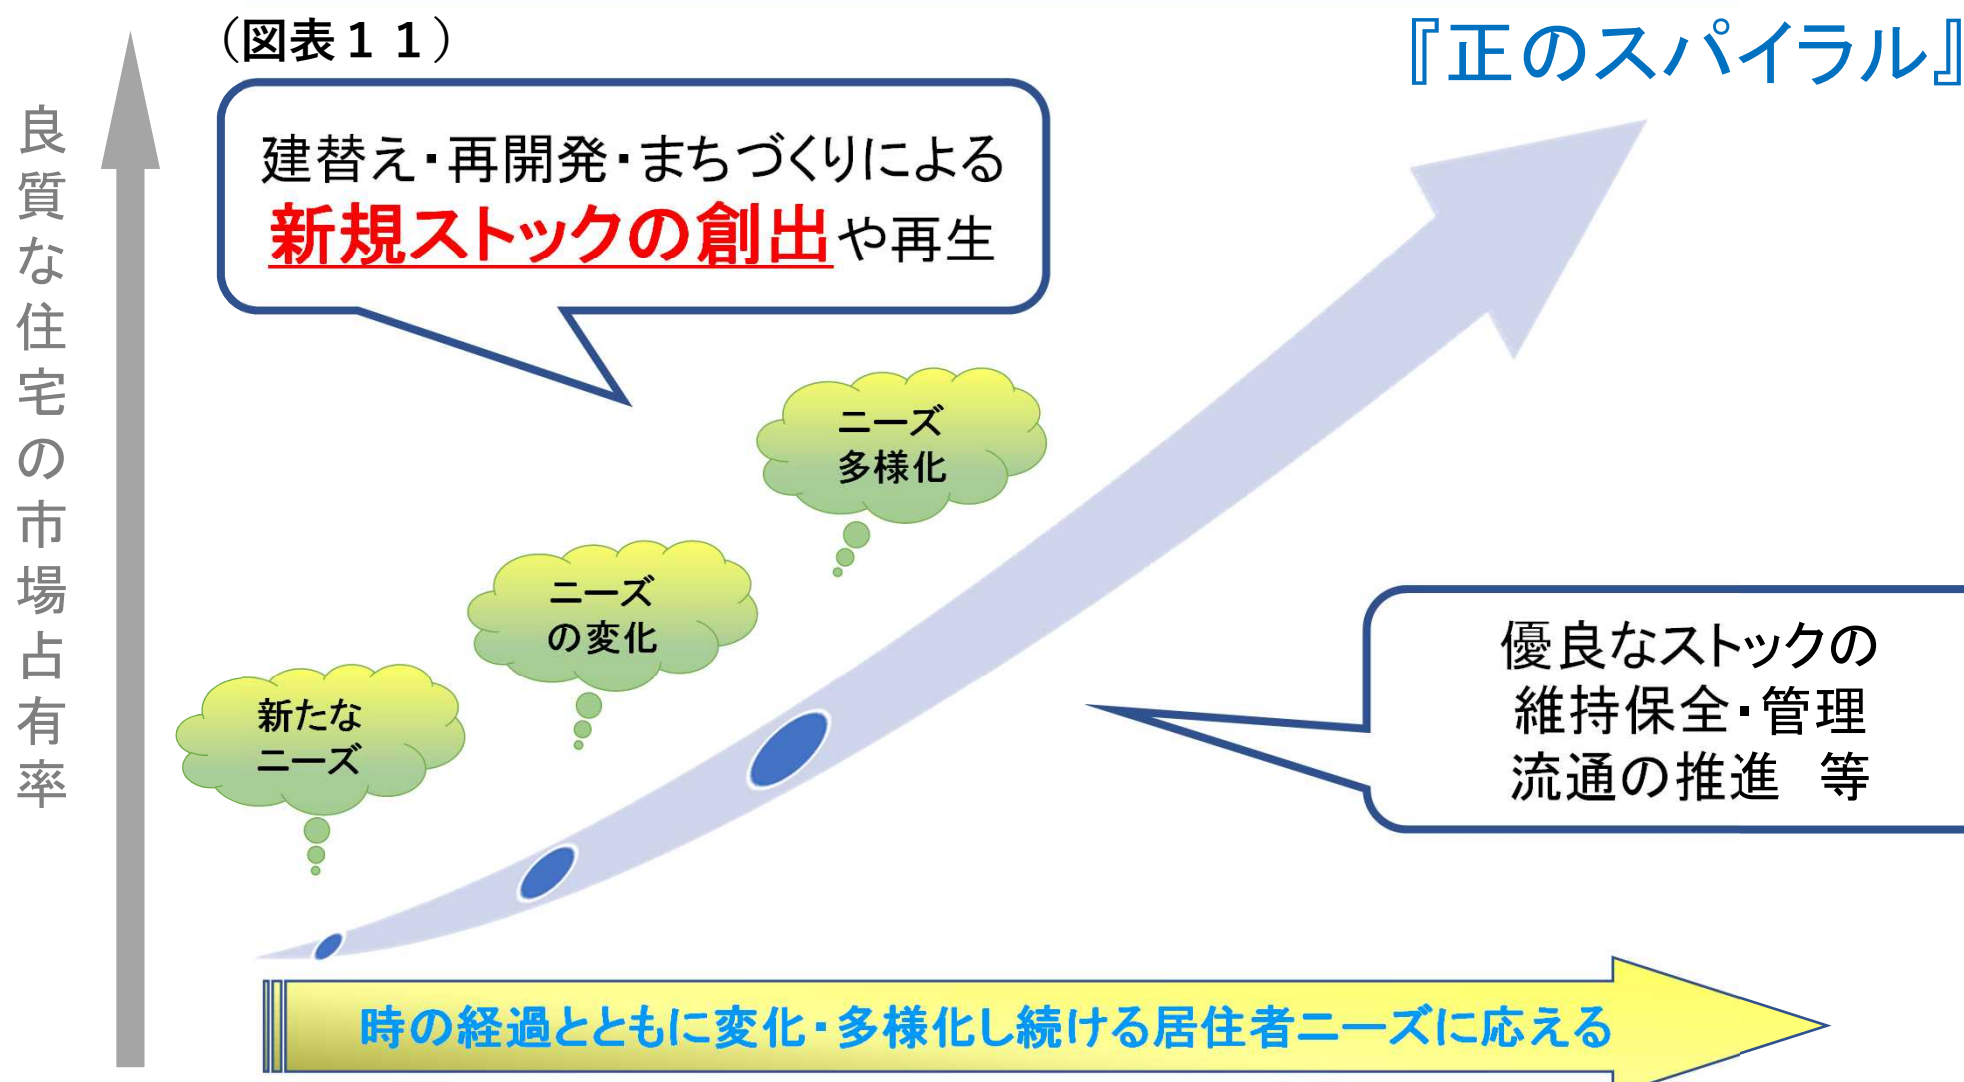 （図表１１）
『正のスパイラル』
良質な住宅の市場占有率
建替え・再開発・まちづくりによる
新規ストックの創出や再生
ニーズ
多様化
ニーズ
の変化
新たな
ニーズ
優良なストックの
維持保全・管理
流通の推進　等
時の経過とともに変化・多様化し続ける居住者ニーズに応える